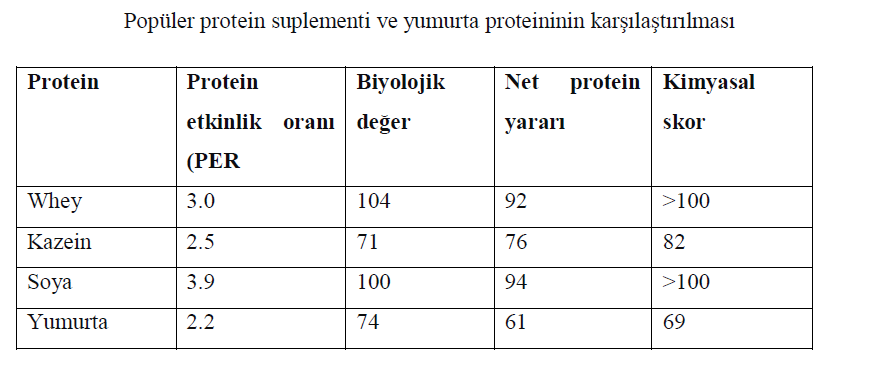 Popüler protein suplementi ve yumurta proteininin karşılaştırılması
Protein Protein Biyolojik Net protein Kimyasal
etkinlik oranı değer yararı skor
(PER
Whey 3.0 104 92 >100
Kazein 2.5 71 76 82
Soya 3.9 100 94 >100
Yumurta 2.2 74 61 69